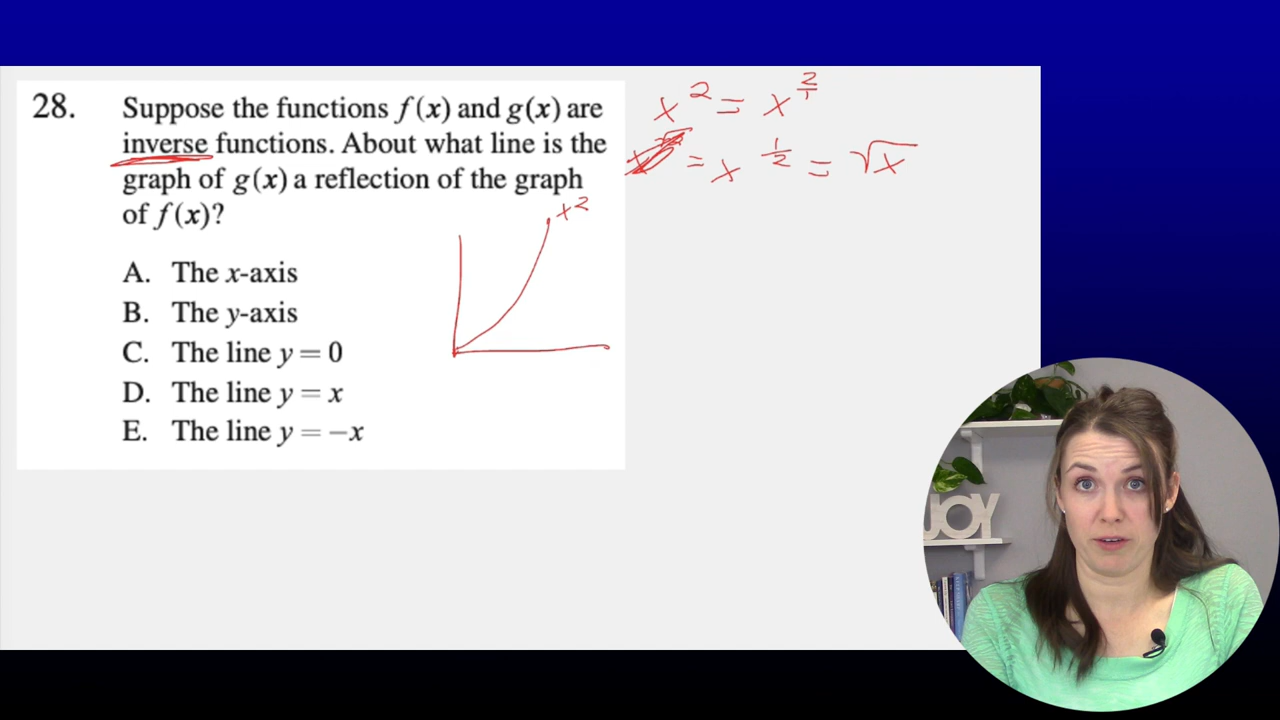 28. Suppose the functions f(x) and g(x) are
inverse functions. About what line is the
graph of g(x) a reflection of the graph
of f(x)?
A. The x-axis
B. The y-axis
C. The line y = 0
D. The line y = x
E. The line y = −x
x² = x^(2/1)
= x^(1/2) = √x
x²
JOY